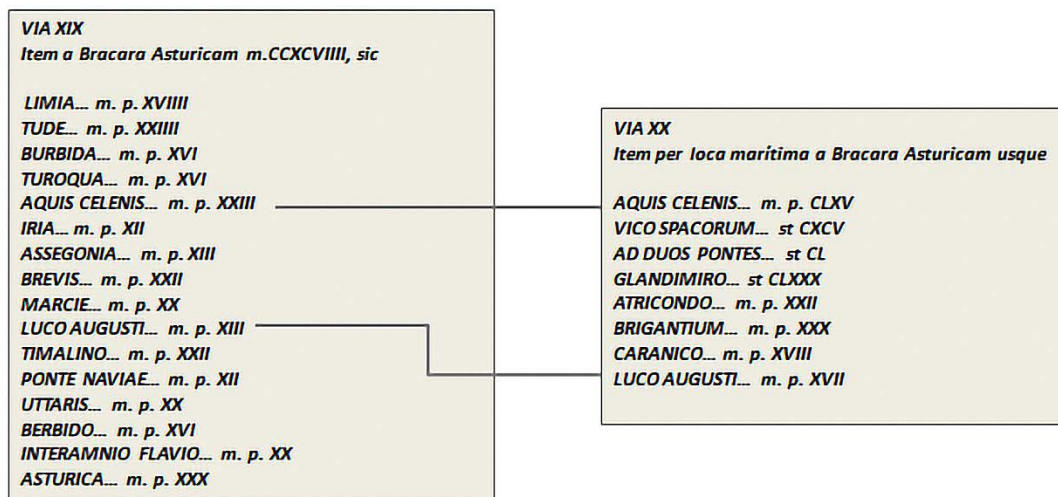 VIA XIX
Item a Bracara Asturicam m.CCXCVIIII, sic
LIMIA... m. p. XVIIII
TUDE... m. p. XXIIII
BURBIDA... m. p. XVI
TUROQUA... m. p. XVI
AQUIS CELENIS... m. p. XXIII
IRIA... m. p. XII
ASSEGONIA... m. p. XIII
BREVIS... m. p. XXII
MARCIE... m. p. XX
LUCO AUGUSTI... m. p. XIII
TIMALINO... m. p. XXII
PONTE NAVIAE... m. p. XII
UTTARIS... m. p. XX
BERBIDO... m. p. XVI
INTERAMNIO FLAVIO... m. p. XX
ASTURICA... m. p. XXX
VIA XX
Item per loca marítima a Bracara Asturicam usque
AQUIS CELENIS... m. p. CLXV
VICO SPACORUM... st CXCV
AD DUOS PONTES... st CL
GLANDIMIRO... st CLXXX
ATRICONDO... m. p. XXII
BRIGANTIUM... m. p. XXX
CARANICO... m. p. XVIII
LUCO AUGUSTI... m. p. XVII